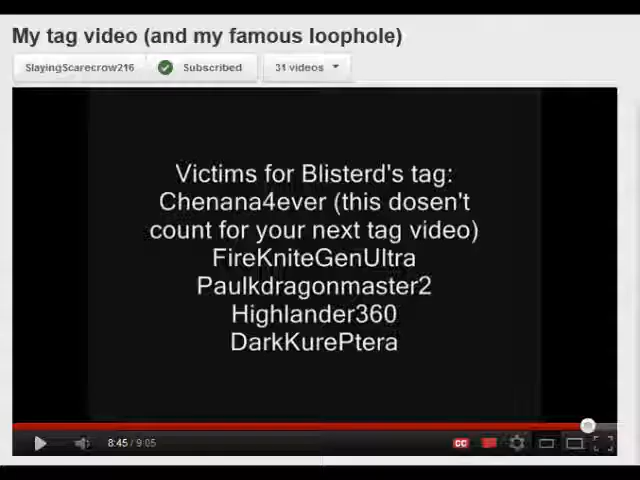 My tag video (and my famous loophole)
SlayingScarecrow216 Subscribed 31 videos
Victims for Blisterd's tag:
Chenana4ever (this dosen't
count for your next tag video)
FireKniteGenUltra
Paulkdragonmaster2
Highlander360
DarkKurePtera
8:45 / 9:05 CC